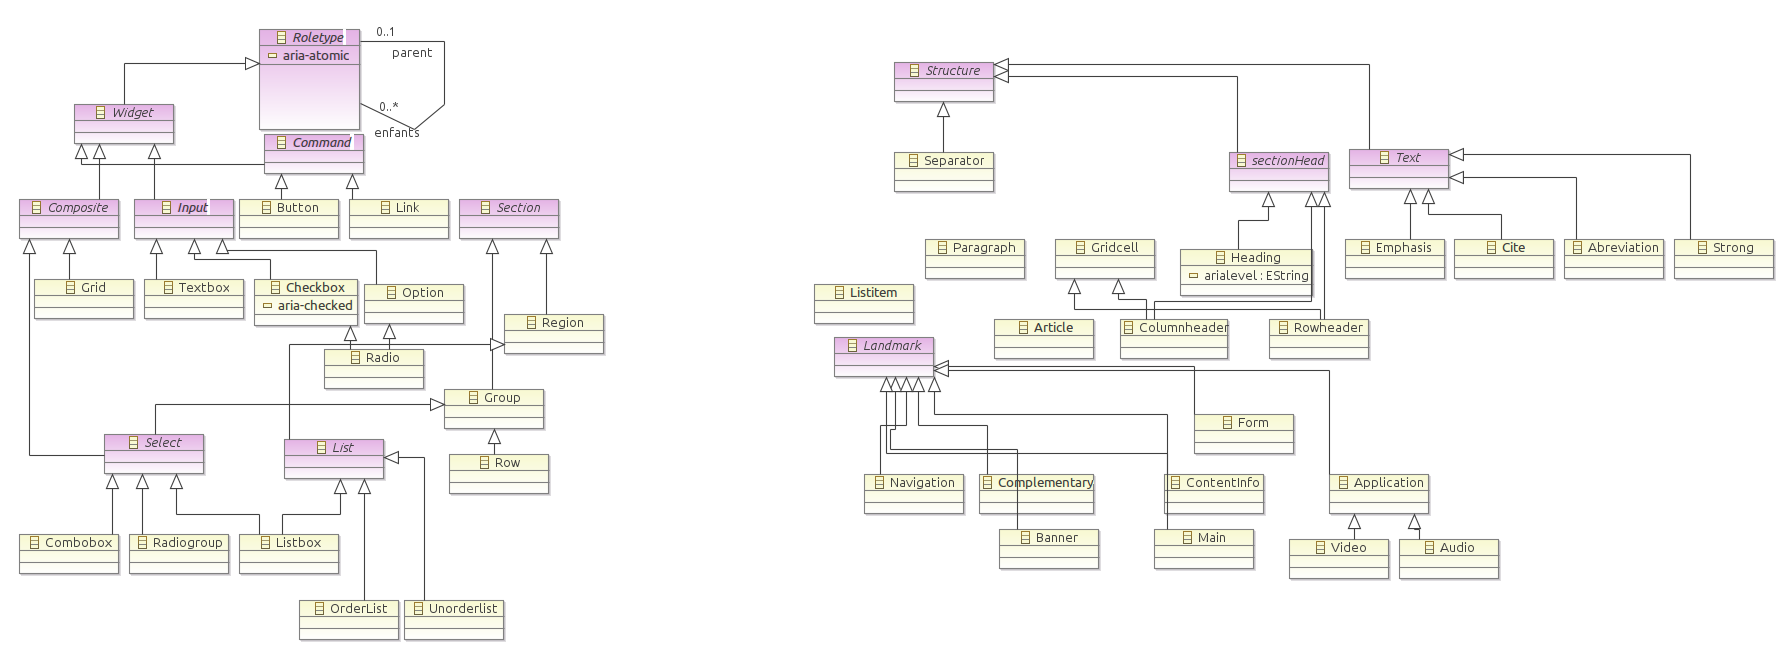 Roletype
aria-atomic
0..1
parent
0..*
enfants
Widget
Command
Composite
Input
Button
Link
Section
Grid
Textbox
Checkbox
aria-checked
Option
Region
Radio
Group
Select
List
Row
Combobox
Radiogroup
Listbox
OrderList
Unorderlist
Structure
Separator
sectionHead
Text
Paragraph
Gridcell
Heading
arialevel : EString
Emphasis
Cite
Abreviation
Strong
Listitem
Article
Columnheader
Rowheader
Landmark
Form
Navigation
Complementary
ContentInfo
Application
Banner
Main
Video
Audio